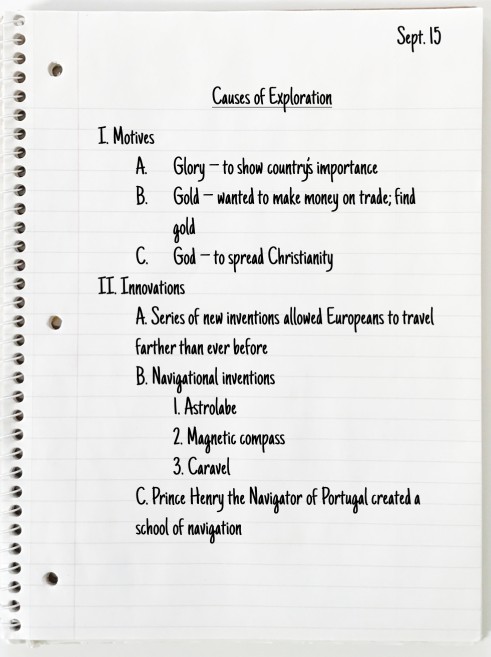 Sept. 15
Causes of Exploration
I. Motives
A. Glory – to show country's importance
B. Gold – wanted to make money on trade; find
gold
C. God – to spread Christianity
II. Innovations
A. Series of new inventions allowed Europeans to travel
farther than ever before
B. Navigational inventions
1. Astrolabe
2. Magnetic compass
3. Caravel
C. Prince Henry the Navigator of Portugal created a
school of navigation